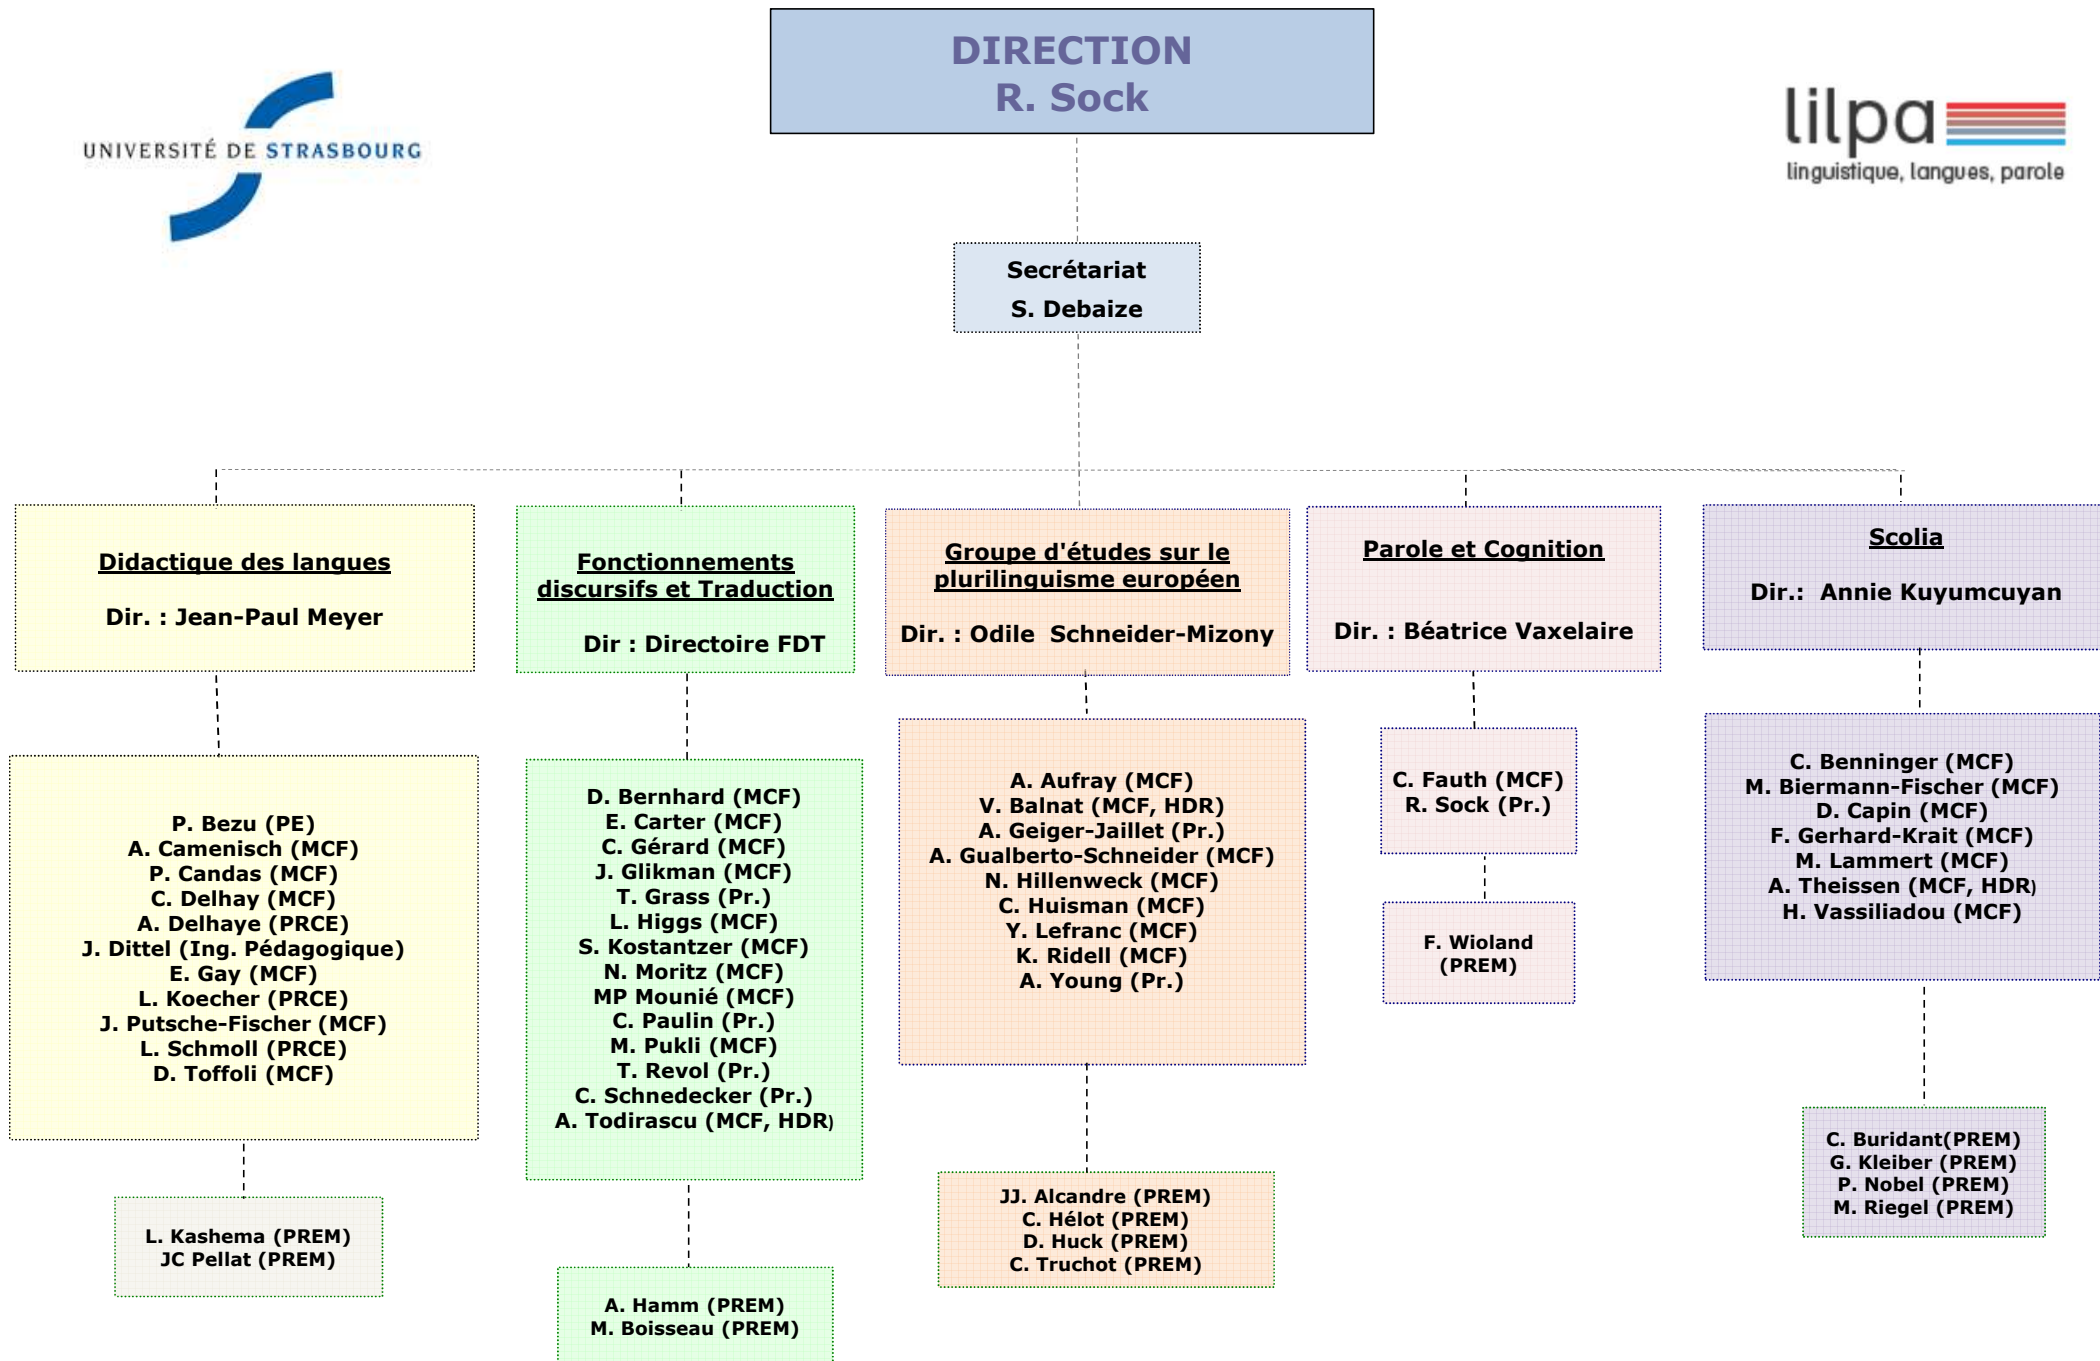 DIRECTION
R. Sock
UNIVERSITÉ DE STRASBOURG
lilpa
linguistique, langues, parole
Secrétariat
S. Debaize
Didactique des langues
Dir. : Jean-Paul Meyer
P. Bezu (PE)
A. Camenisch (MCF)
P. Candas (MCF)
C. Delhay (MCF)
A. Delhaye (PRCE)
J. Dittel (Ing. Pédagogique)
E. Gay (MCF)
L. Koecher (PRCE)
J. Putsche-Fischer (MCF)
L. Schmoll (PRCE)
D. Toffoli (MCF)
L. Kashema (PREM)
JC Pellat (PREM)
Fonctionnements
discursifs et Traduction
Dir : Directoire FDT
D. Bernhard (MCF)
E. Carter (MCF)
C. Gérard (MCF)
J. Glikman (MCF)
T. Grass (Pr.)
L. Higgs (MCF)
S. Kostantzer (MCF)
N. Moritz (MCF)
MP Mounié (MCF)
C. Paulin (Pr.)
M. Pukli (MCF)
T. Revol (Pr.)
C. Schnedecker (Pr.)
A. Todirascu (MCF, HDR)
A. Hamm (PREM)
M. Boisseau (PREM)
Groupe d'études sur le
plurilinguisme européen
Dir. : Odile Schneider-Mizony
A. Aufray (MCF)
V. Balnat (MCF, HDR)
A. Geiger-Jaillet (Pr.)
A. Gualberto-Schneider (MCF)
N. Hillenweck (MCF)
C. Huisman (MCF)
Y. Lefranc (MCF)
K. Ridell (MCF)
A. Young (Pr.)
JJ. Alcandre (PREM)
C. Hélot (PREM)
D. Huck (PREM)
C. Truchot (PREM)
Parole et Cognition
Dir. : Béatrice Vaxelaire
C. Fauth (MCF)
R. Sock (Pr.)
F. Wioland
(PREM)
Scolia
Dir.: Annie Kuyumcuyan
C. Benninger (MCF)
M. Biermann-Fischer (MCF)
D. Capin (MCF)
F. Gerhard-Krait (MCF)
M. Lammert (MCF)
A. Theissen (MCF, HDR)
H. Vassiliadou (MCF)
C. Buridant(PREM)
G. Kleiber (PREM)
P. Nobel (PREM)
M. Riegel (PREM)